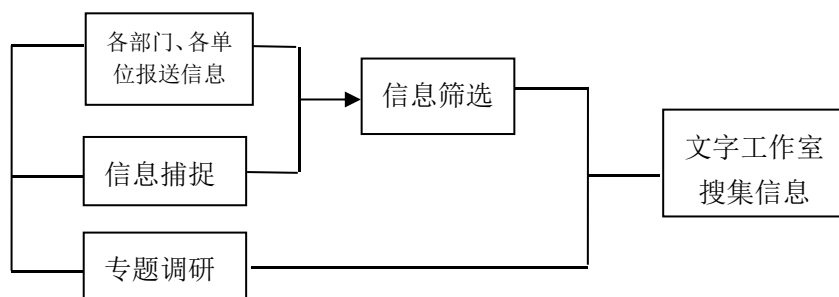 各部门、各单
位报送信息
信息筛选
信息捕捉
文字工作室
搜集信息
专题调研